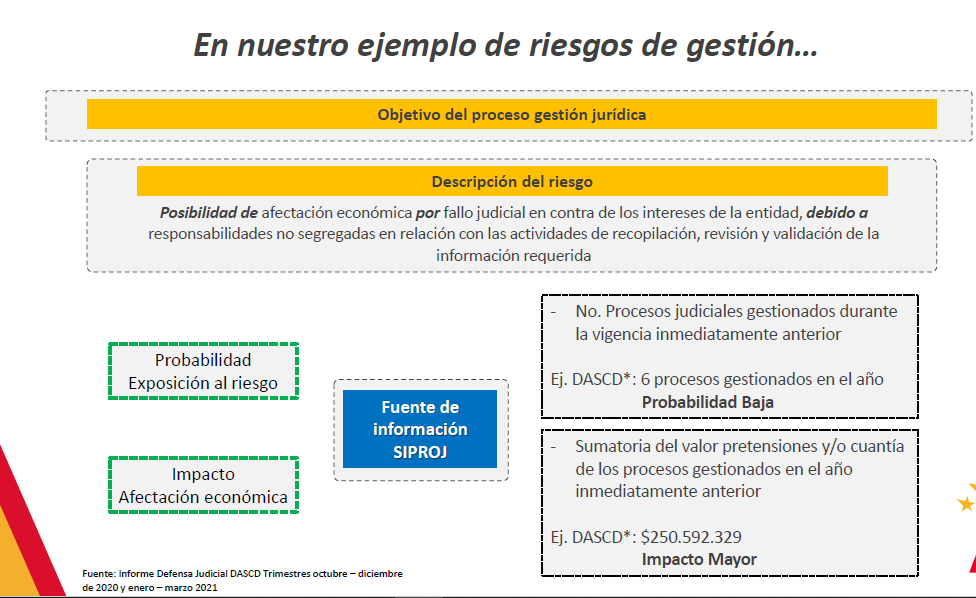 En nuestro ejemplo de riesgos de gestión…
Objetivo del proceso gestión jurídica
Descripción del riesgo
Posibilidad de afectación económica por fallo judicial en contra de los intereses de la entidad, debido a
responsabilidades no segregadas en relación con las actividades de recopilación, revisión y validación de la
información requerida
Probabilidad
Exposición al riesgo
Impacto
Afectación económica
Fuente de
información
SIPROJ
- No. Procesos judiciales gestionados durante
la vigencia inmediatamente anterior
Ej. DASCD*: 6 procesos gestionados en el año
Probabilidad Baja
- Sumatoria del valor pretensiones y/o cuantía
de los procesos gestionados en el año
inmediatamente anterior
Ej. DASCD*: $250.592.329
Impacto Mayor
Fuente: Informe Defensa Judicial DASCD Trimestres octubre – diciembre
de 2020 y enero – marzo 2021